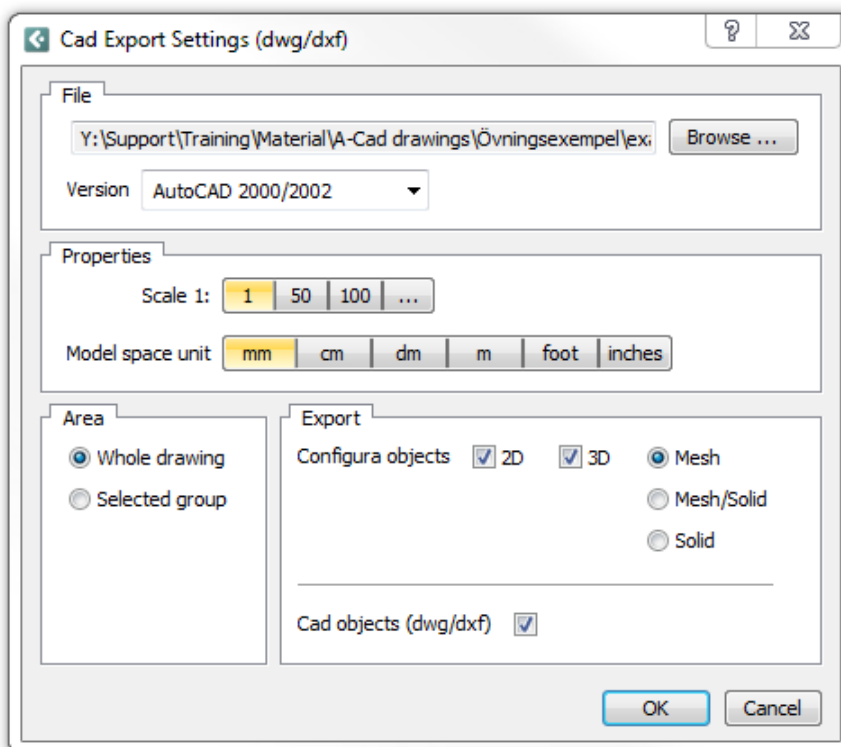 Cad Export Settings (dwg/dxf)
File
Y:\Support\Training\Material\A-Cad drawings\Övningsexempel\exa
Browse ...
Version AutoCAD 2000/2002
Properties
Scale 1: 1 50 100 ...
Model space unit mm cm dm m foot inches
Area
Whole drawing
Selected group
Export
Configura objects 2D 3D Mesh
Mesh/Solid
Solid
Cad objects (dwg/dxf)
OK Cancel